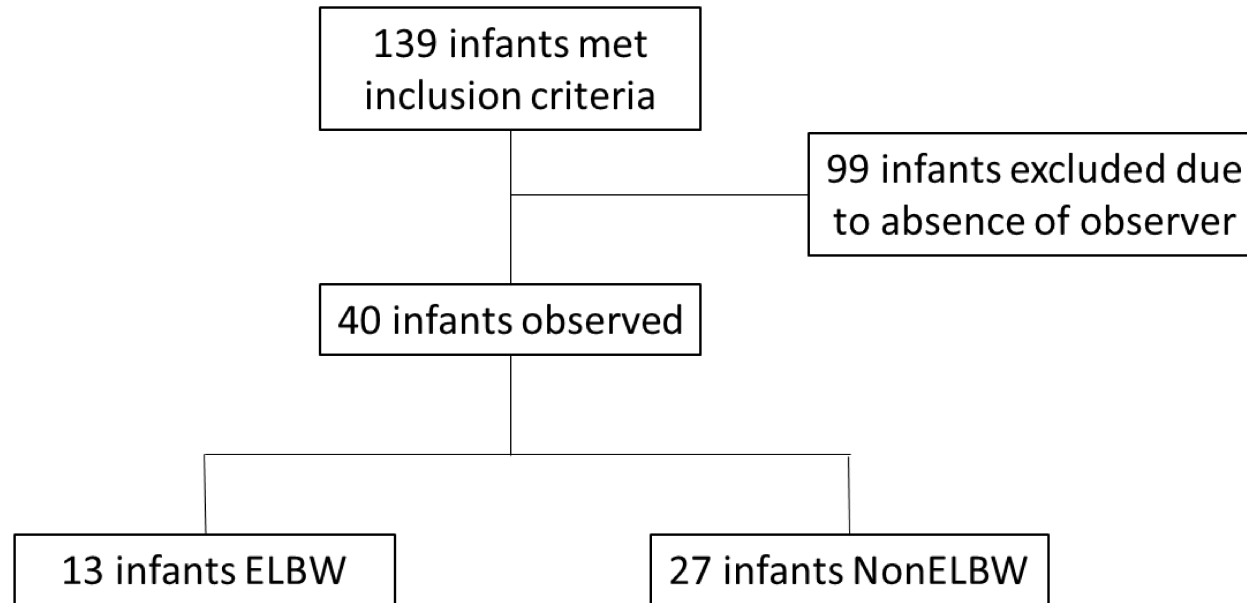 139 infants met
inclusion criteria
99 infants excluded due
to absence of observer
40 infants observed
13 infants ELBW
27 infants NonELBW